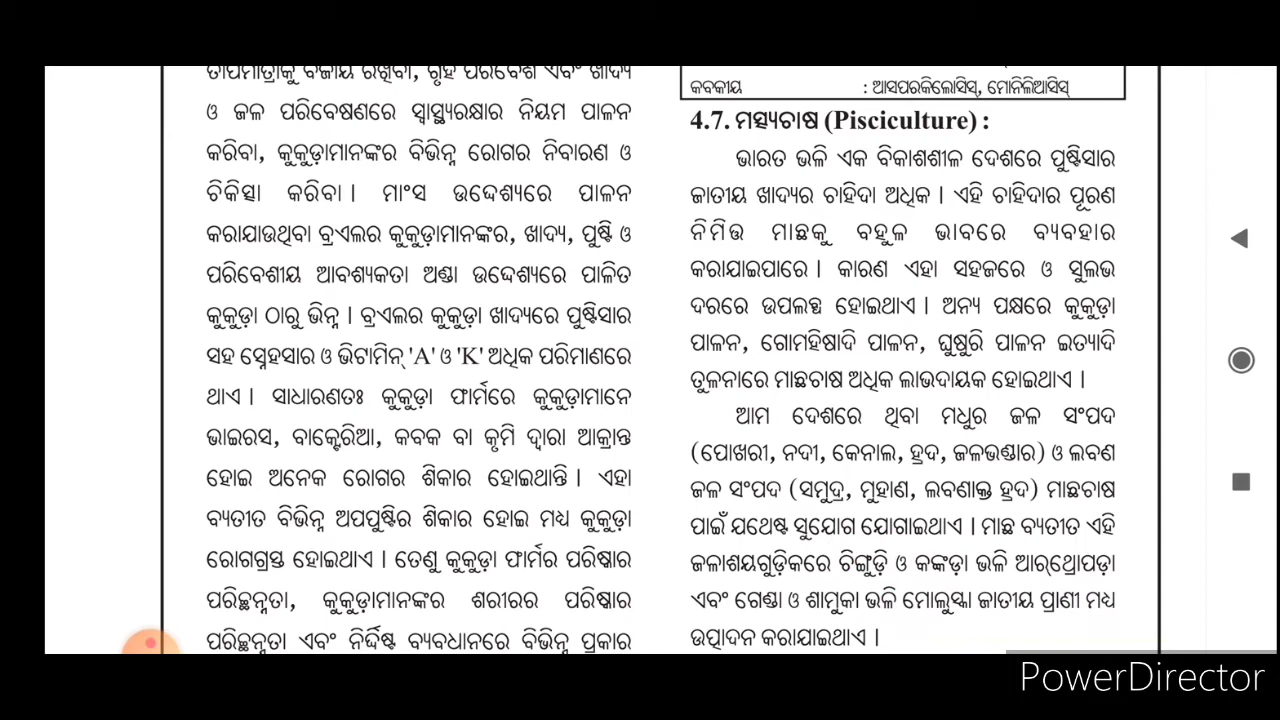 ତାପମାତ୍ରାକୁ ବଜାୟ ରଖିବା, ଗୃହ ପରିବେଶ ଏବଂ ଖାଦ୍ୟ
ଓ ଜଳ ପରିବେଷଣରେ ସ୍ୱାସ୍ଥ୍ୟରକ୍ଷାର ନିୟମ ପାଳନ
କରିବା, କୁକୁଡ଼ାମାନଙ୍କର ବିଭିନ୍ନ ରୋଗର ନିବାରଣ ଓ
ଚିକିତ୍ସା କରିବା । ମାଂସ ଉଦ୍ଦେଶ୍ୟରେ ପାଳନ
କରାଯାଉଥିବା ବ୍ରଏଲର କୁକୁଡ଼ାମାନଙ୍କର, ଖାଦ୍ୟ, ପୁଷ୍ଟି ଓ
ପରିବେଶୀୟ ଆବଶ୍ୟକତା ଅଣ୍ଡା ଉଦ୍ଦେଶ୍ୟରେ ପାଳିତ
କୁକୁଡ଼ା ଠାରୁ ଭିନ୍ନ । ବ୍ରଏଲର କୁକୁଡ଼ା ଖାଦ୍ୟରେ ପୁଷ୍ଟିସାର
ସହ ସ୍ନେହସାର ଓ ଭିଟାମିନ୍ 'A' ଓ 'K' ଅଧିକ ପରିମାଣରେ
ଥାଏ । ସାଧାରଣତଃ କୁକୁଡ଼ା ଫାର୍ମରେ କୁକୁଡ଼ାମାନେ
ଭାଇରସ, ବାକ୍ଟେରିଆ, କବକ ବା କୃମି ଦ୍ୱାରା ଆକ୍ରାନ୍ତ
ହୋଇ ଅନେକ ରୋଗର ଶିକାର ହୋଇଥାନ୍ତି । ଏହା
ବ୍ୟତୀତ ବିଭିନ୍ନ ଅପପୁଷ୍ଟିର ଶିକାର ହୋଇ ମଧ୍ୟ କୁକୁଡ଼ା
ରୋଗଗ୍ରସ୍ତ ହୋଇଥାଏ । ତେଣୁ କୁକୁଡ଼ା ଫାର୍ମର ପରିଷ୍କାର
ପରିଚ୍ଛନ୍ନତା, କୁକୁଡ଼ାମାନଙ୍କର ଶରୀରର ପରିଷ୍କାର
ପରିଚ୍ଛନ୍ନତା ଏବଂ ନିର୍ଦ୍ଦିଷ୍ଟ ବ୍ୟବଧାନରେ ବିଭିନ୍ନ ପ୍ରକାର
କବକୀୟ : ଆସପରଜିଲୋସିସ୍, ମୋନିଲିଆସିସ୍
4.7. ମତ୍ସ୍ୟଚାଷ (Pisciculture) :
ଭାରତ ଭଳି ଏକ ବିକାଶଶୀଳ ଦେଶରେ ପୁଷ୍ଟିସାର
ଜାତୀୟ ଖାଦ୍ୟର ଚାହିଦା ଅଧିକ । ଏହି ଚାହିଦାର ପୂରଣ
ନିମିତ୍ତ ମାଛକୁ ବହୁଳ ଭାବରେ ବ୍ୟବହାର
କରାଯାଇପାରେ । କାରଣ ଏହା ସହଜରେ ଓ ସୁଲଭ
ଦରରେ ଉପଲବ୍ଧ ହୋଇଥାଏ । ଅନ୍ୟ ପକ୍ଷରେ କୁକୁଡ଼ା
ପାଳନ, ଗୋମହିଷାଦି ପାଳନ, ଘୁଷୁରି ପାଳନ ଇତ୍ୟାଦି
ତୁଳନାରେ ମାଛଚାଷ ଅଧିକ ଲାଭଦାୟକ ହୋଇଥାଏ ।
ଆମ ଦେଶରେ ଥିବା ମଧୁର ଜଳ ସଂପଦ
(ପୋଖରୀ, ନଦୀ, କେନାଲ, ହ୍ରଦ, ଜଳଭଣ୍ଡାର) ଓ ଲବଣ
ଜଳ ସଂପଦ (ସମୁଦ୍ର, ମୁହାଣ, ଲବଣାକ୍ତ ହ୍ରଦ) ମାଛଚାଷ
ପାଇଁ ଯଥେଷ୍ଟ ସୁଯୋଗ ଯୋଗାଇଥାଏ । ମାଛ ବ୍ୟତୀତ ଏହି
ଜଳାଶୟଗୁଡ଼ିକରେ ଚିଙ୍ଗୁଡ଼ି ଓ କଙ୍କଡ଼ା ଭଳି ଆର୍‌ଥ୍ରୋପଡ଼ା
ଏବଂ ଗେଣ୍ଡା ଓ ଶାମୁକା ଭଳି ମୋଲୁସ୍କା ଜାତୀୟ ପ୍ରାଣୀ ମଧ୍ୟ
ଉତ୍ପାଦନ କରାଯାଇଥାଏ ।
PowerDirector